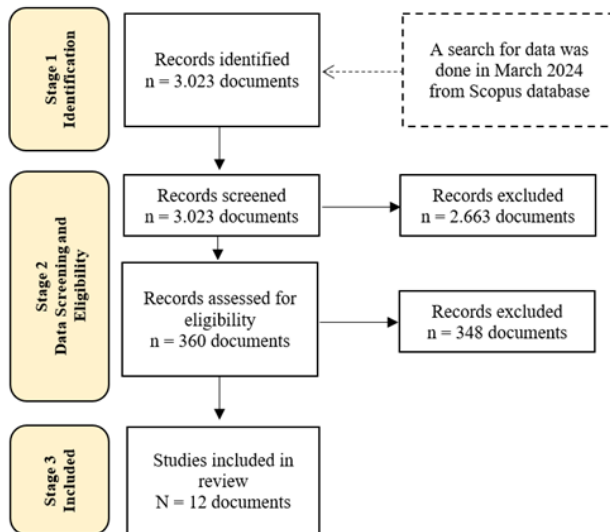 Stage 1
Identification
Records identified
n = 3.023 documents
A search for data was
done in March 2024
from Scopus database
Stage 2
Data Screening and
Eligibility
Records screened
n = 3.023 documents
Records excluded
n = 2.663 documents
Records assessed for
eligibility
n = 360 documents
Records excluded
n = 348 documents
Stage 3
Included
Studies included in
review
N = 12 documents